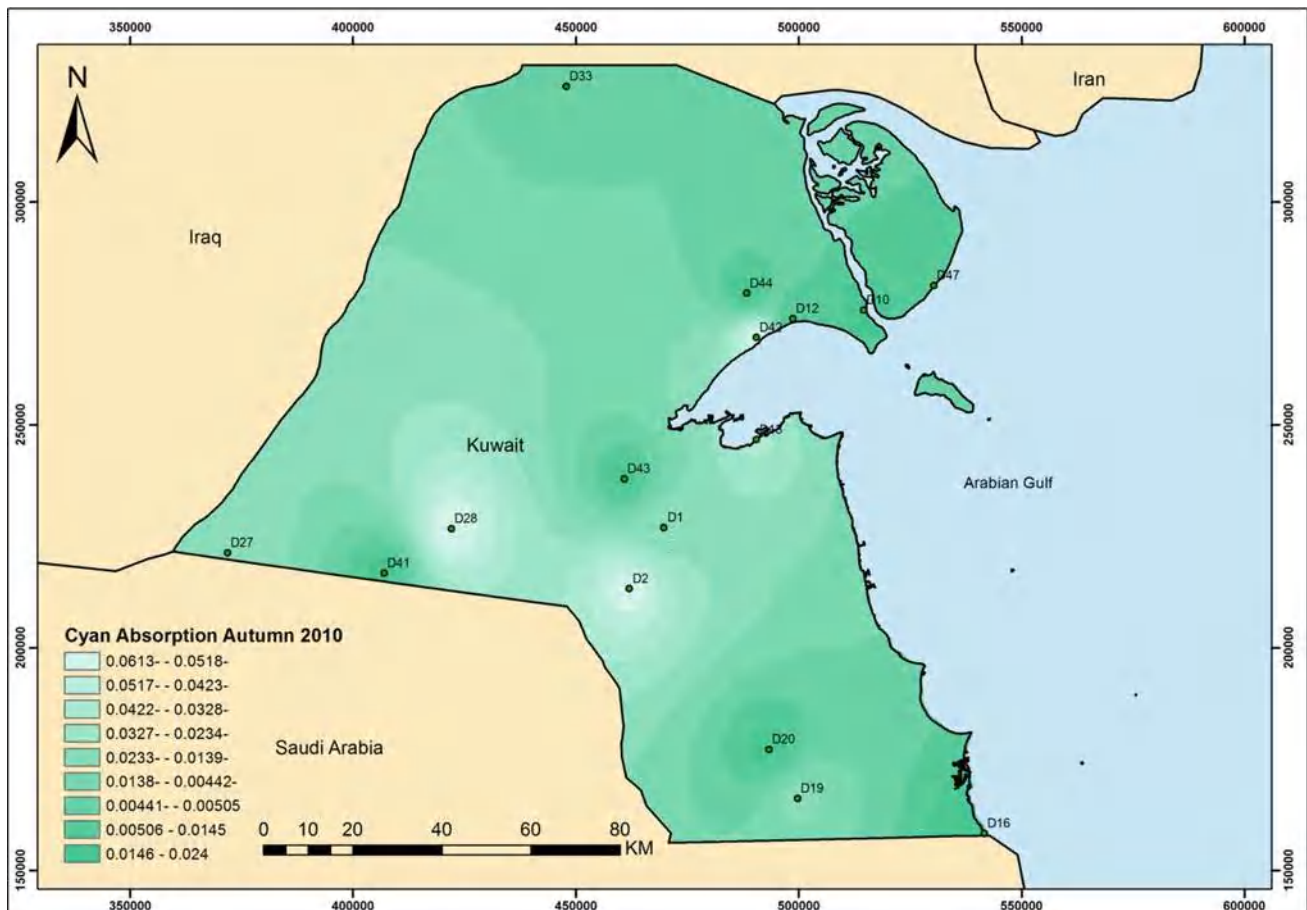 350000 400000 450000 500000 550000 600000
N
D33
Iran
300000 300000
Iraq
D47
D44
D10
D12
D42
250000 250000
Kuwait
D43
Arabian Gulf
D28 D1
D27
D41
D2
Cyan Absorption Autumn 2010
200000 200000
0.0613- - 0.0518-
0.0517- - 0.0423-
0.0422- - 0.0328-
0.0327- - 0.0234-
0.0233- - 0.0139-
0.0138- - 0.00442-
0.00441- - 0.00505
0.00506 - 0.0145
0.0146 - 0.024
Saudi Arabia
D20
D19
0 10 20 40 60 80
KM
D16
150000 150000
350000 400000 450000 500000 550000 600000